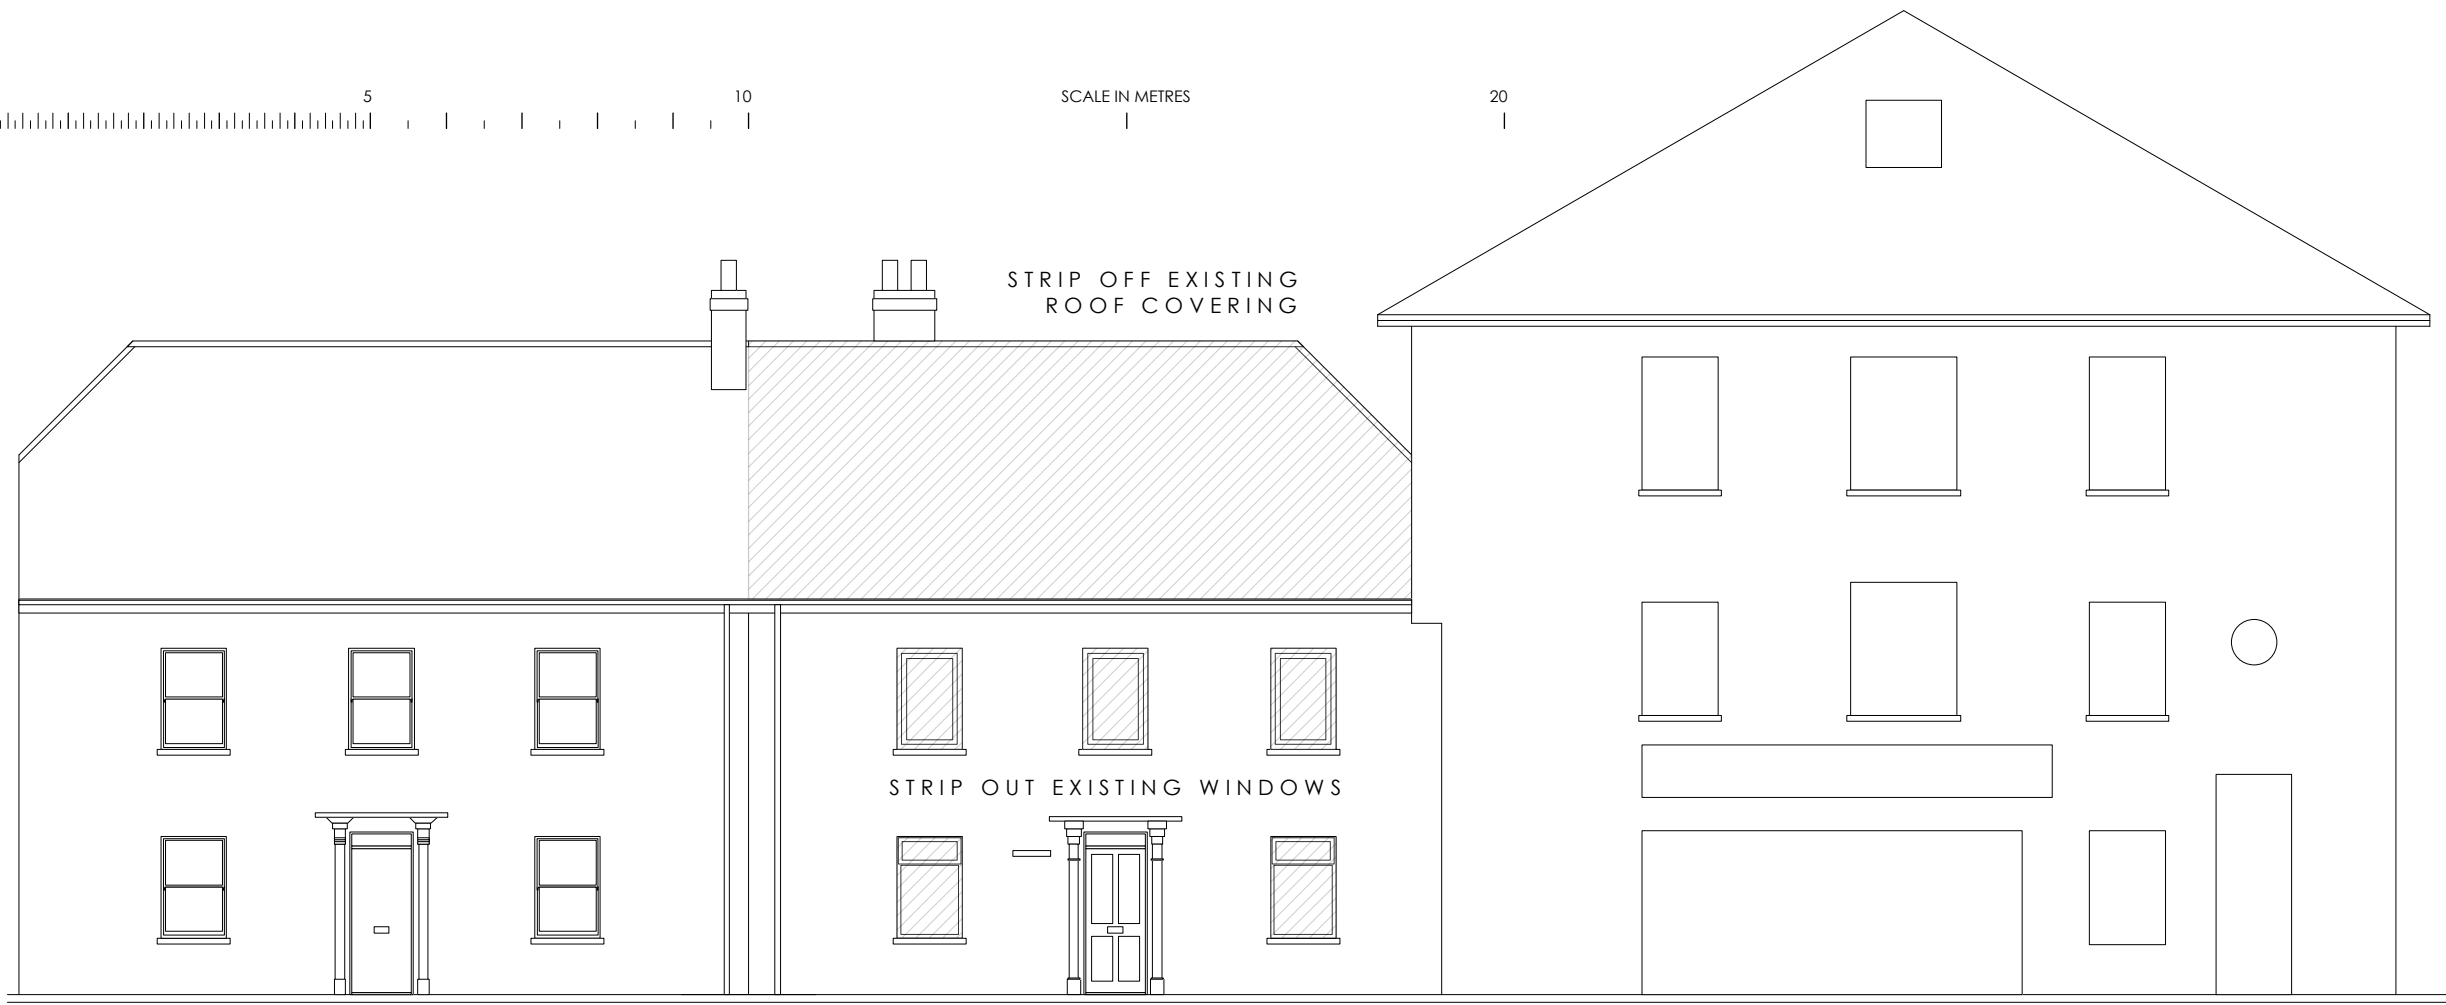 5
10
SCALE IN METRES
20
STRIP OFF EXISTING
ROOF COVERING
STRIP OUT EXISTING WINDOWS